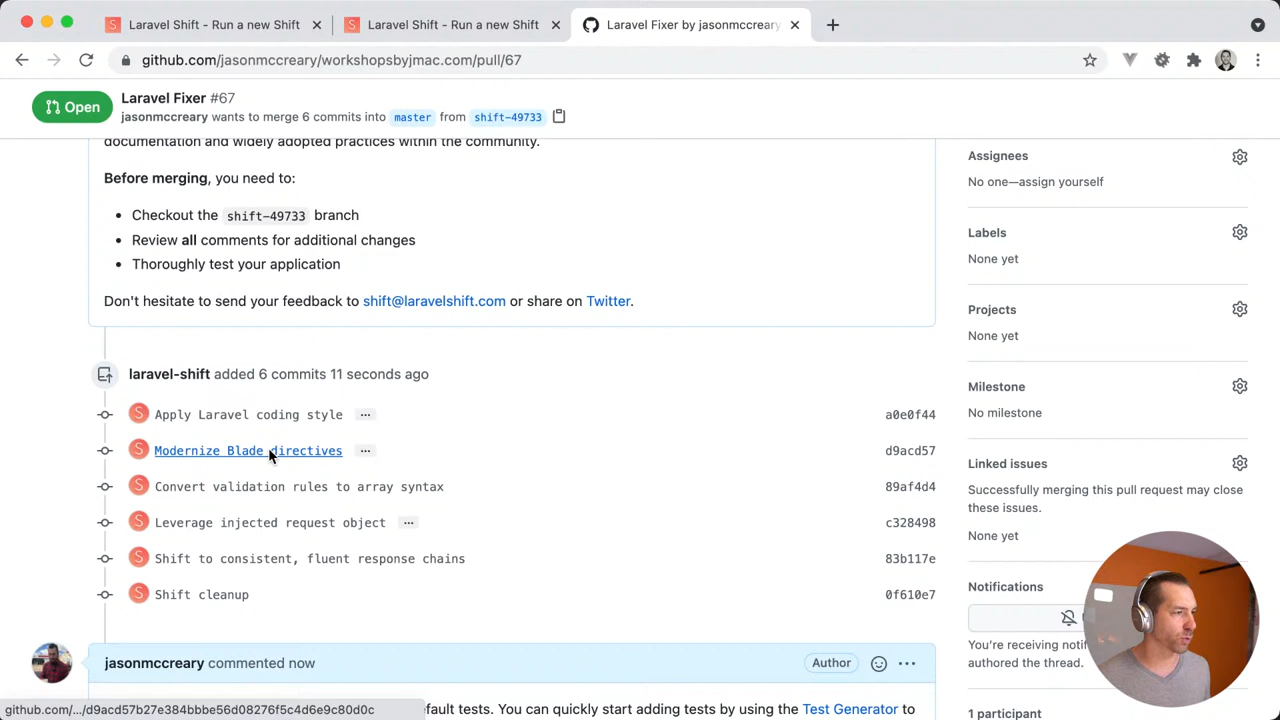 Laravel Shift - Run a new Shift
Laravel Shift - Run a new Shift
Laravel Fixer by jasonmccreary
github.com/jasonmccreary/workshopsbyjmac.com/pull/67
Open
Laravel Fixer #67
jasonmccreary wants to merge 6 commits into master from shift-49733
documentation and widely adopted practices within the community.
Before merging, you need to:
• Checkout the shift-49733 branch
• Review all comments for additional changes
• Thoroughly test your application
Don't hesitate to send your feedback to shift@laravelshift.com or share on Twitter.
laravel-shift added 6 commits 11 seconds ago
Apply Laravel coding style ... a0e0f44
Modernize Blade directives ... d9acd57
Convert validation rules to array syntax 89af4d4
Leverage injected request object ... c328498
Shift to consistent, fluent response chains 83b117e
Shift cleanup 0f610e7
jasonmccreary commented now
Author
fault tests. You can quickly start adding tests by using the Test Generator to
github.com/.../d9acd57b27e384bbbe56d08276f5c4d6e9c80d0c
Assignees
No one—assign yourself
Labels
None yet
Projects
None yet
Milestone
No milestone
Linked issues
Successfully merging this pull request may close
these issues.
None yet
Notifications
You're receiving notif
authored the thread.
1 participant